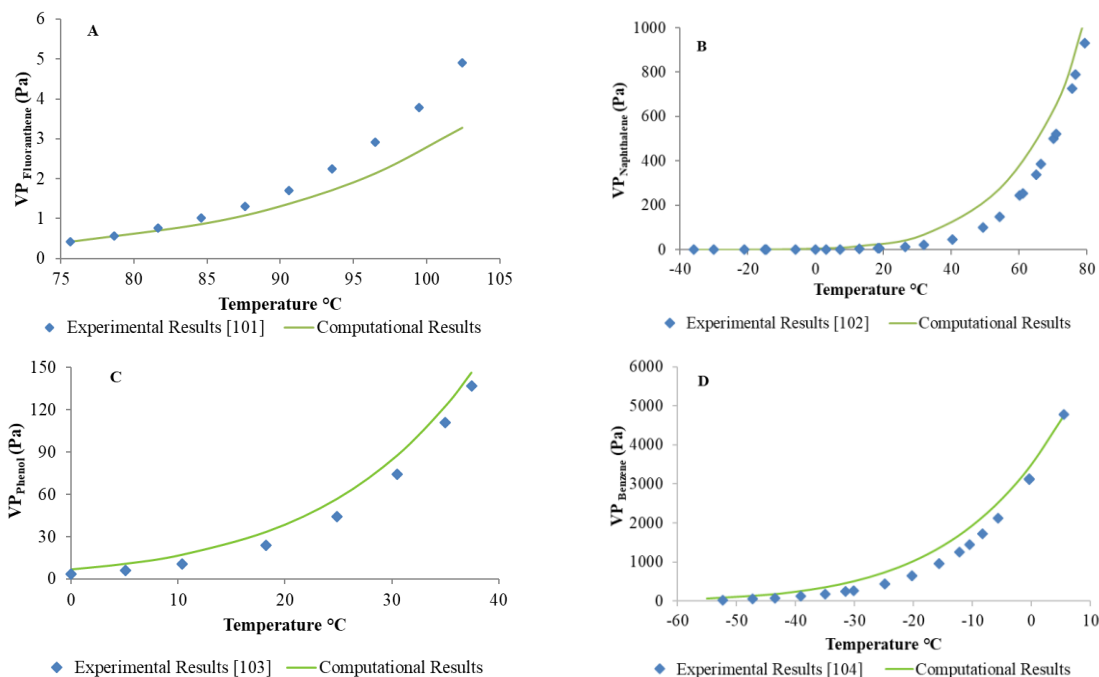 A
VP Fluoranthene (Pa)
6
5
4
3
2
1
0
75 80 85 90 95 100 105
Temperature °C
Experimental Results [101] Computational Results
B
VP Naphthalene (Pa)
1000
800
600
400
200
0
-40 -20 0 20 40 60 80
Temperature °C
Experimental Results [102] Computational Results
C
VP Phenol (Pa)
150
120
90
60
30
0
0 10 20 30 40
Temperature °C
Experimental Results [103] Computational Results
D
VP Benzene (Pa)
6000
5000
4000
3000
2000
1000
0
-60 -50 -40 -30 -20 -10 0 10
Temperature °C
Experimental Results [104] Computational Results